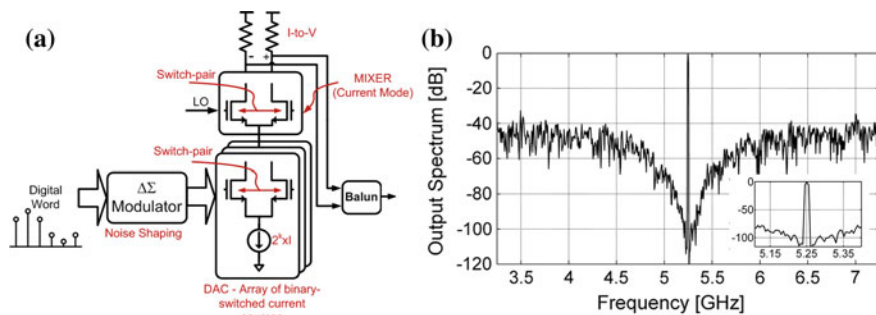 (a)
I-to-V
- +
Switch-pair
MIXER
(Current Mode)
LO
Switch-pair
Digital
Word
ΔΣ
Modulator
Noise Shaping
2ᵏxI
Balun
DAC - Array of binary-
switched current
(b)
Output Spectrum [dB]
0
-20
-40
-60
-80
-100
-120
3.5 4 4.5 5 5.5 6 6.5 7
Frequency [GHz]
0
-50
-100
5.15 5.25 5.35